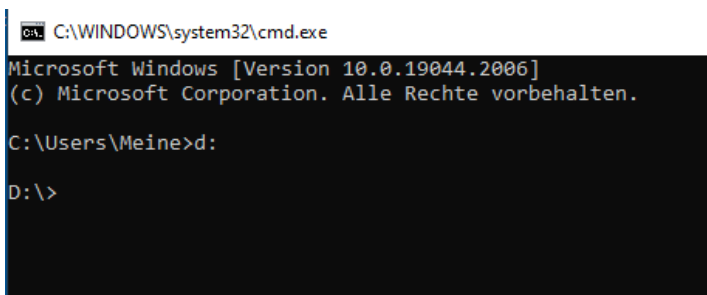 C:\WINDOWS\system32\cmd.exe
Microsoft Windows [Version 10.0.19044.2006]
(c) Microsoft Corporation. Alle Rechte vorbehalten.
C:\Users\Meine>d:
D:\>